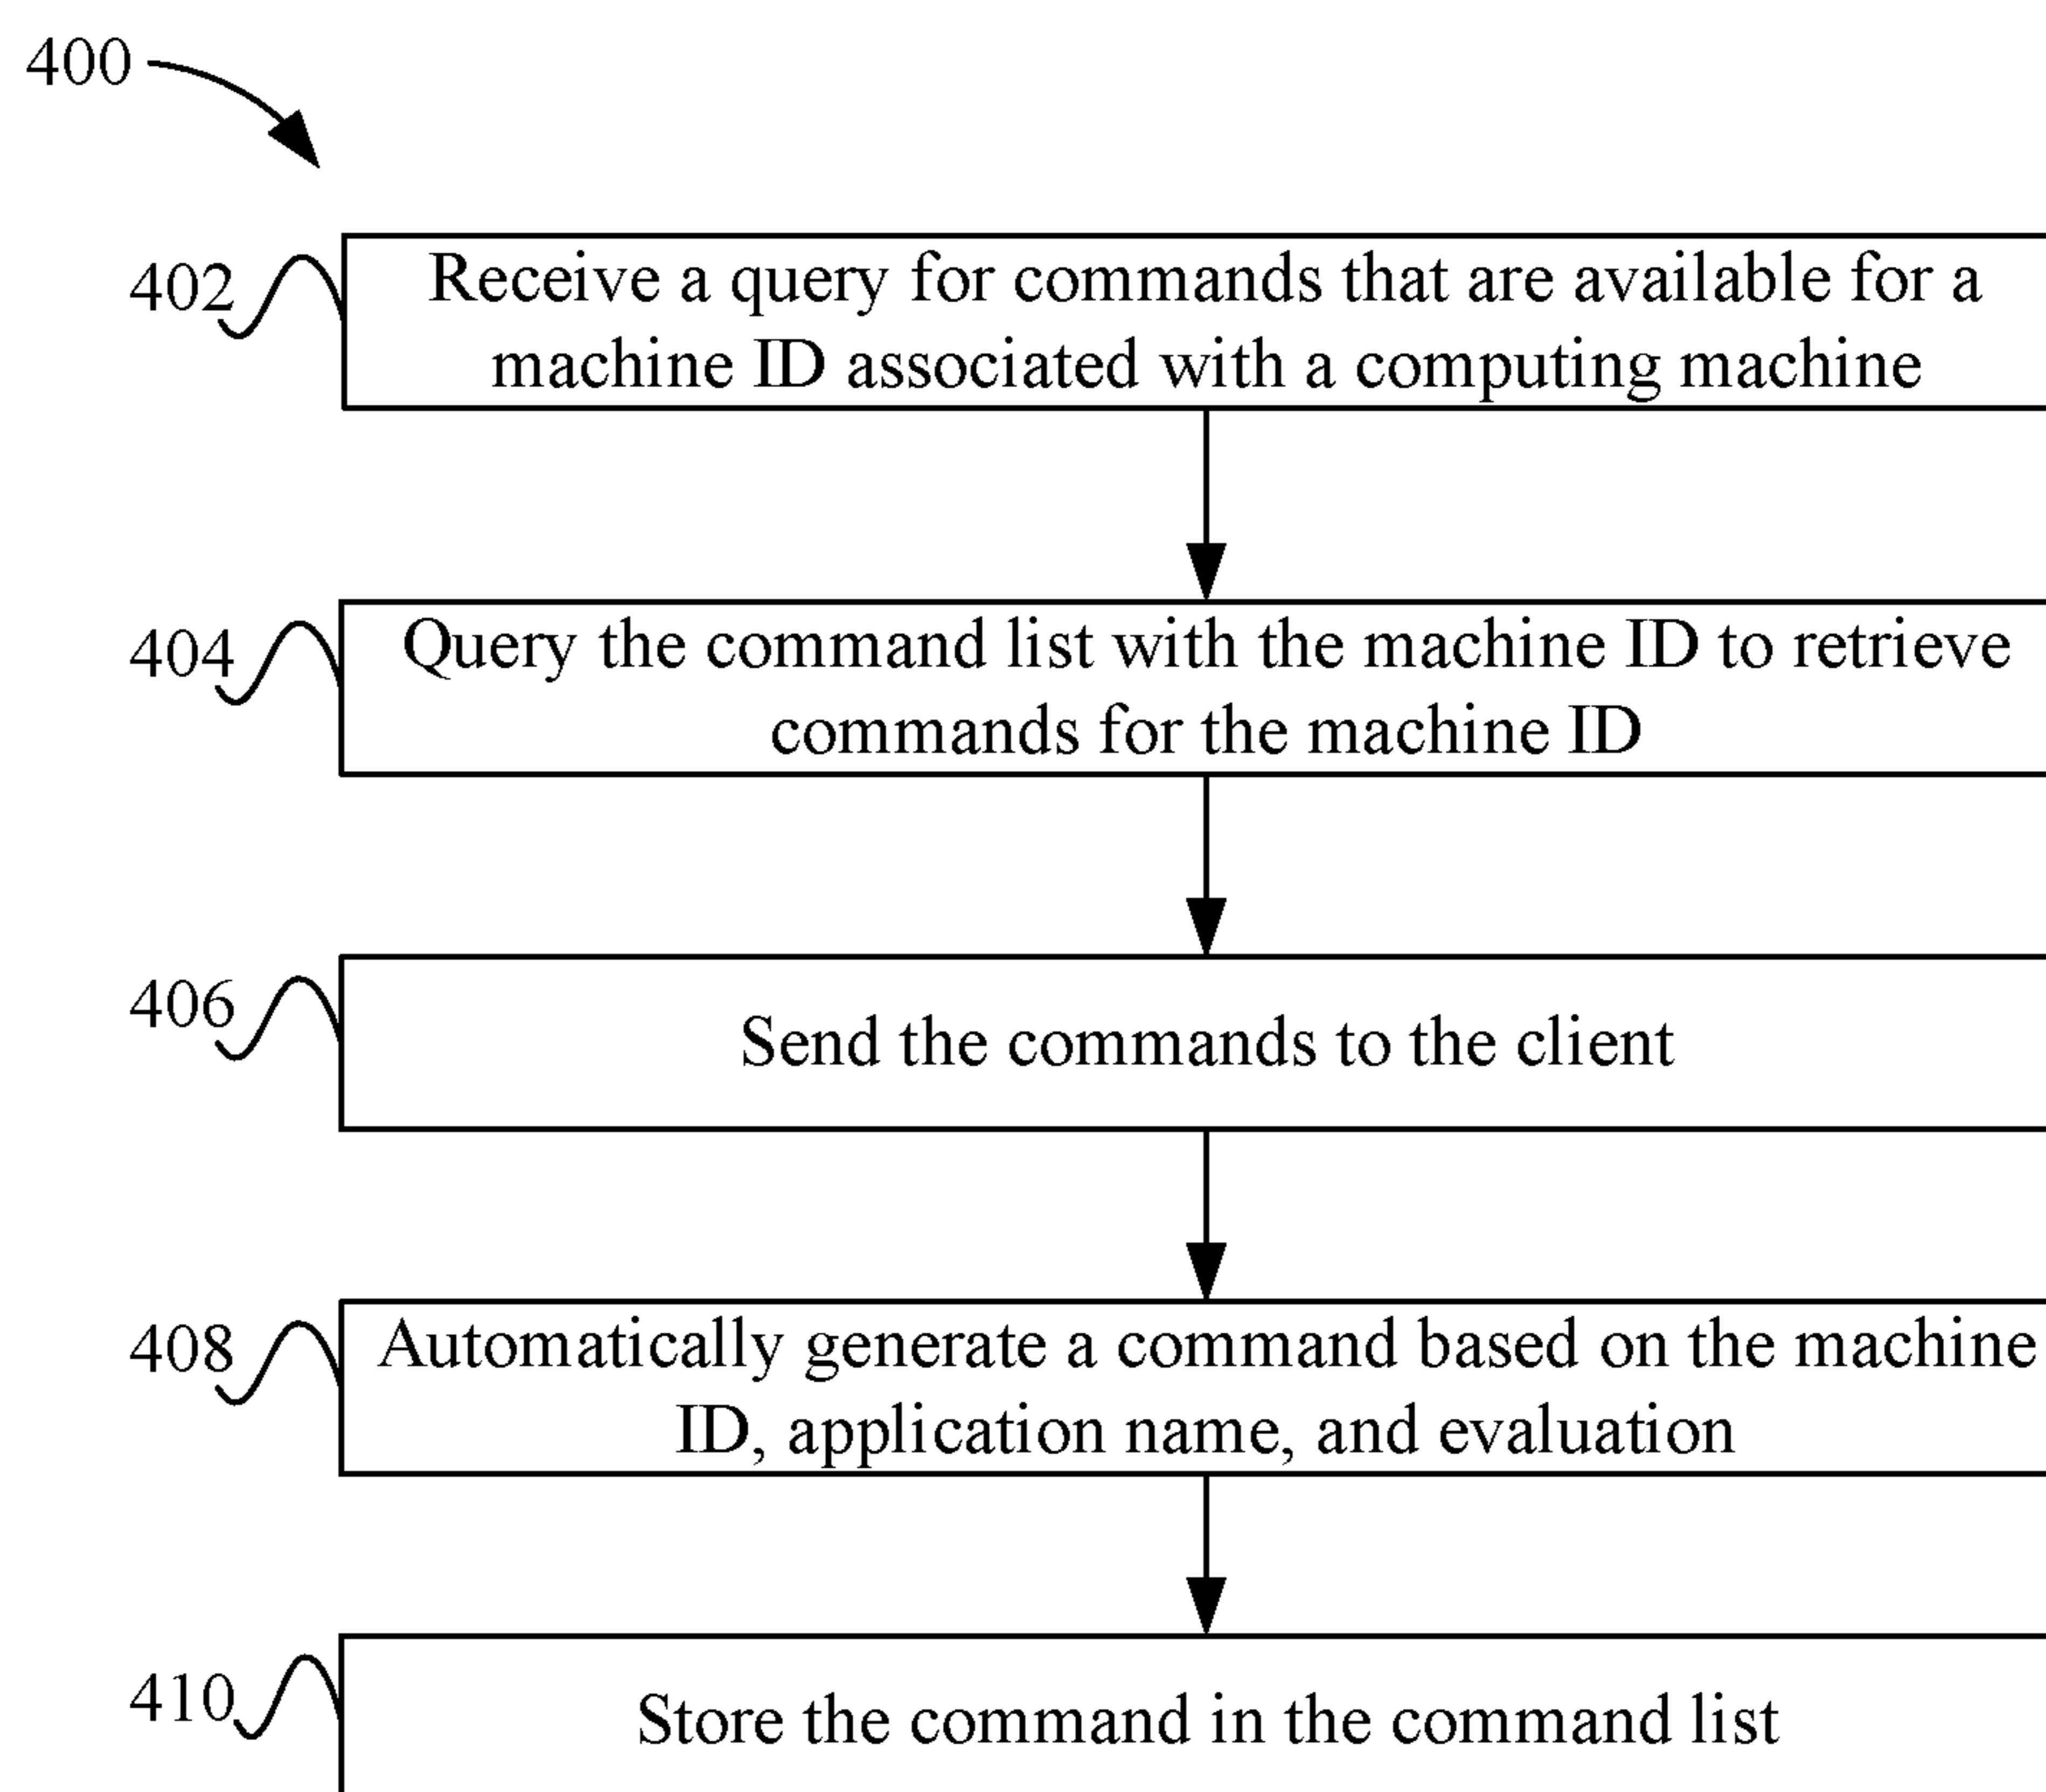 400
402
Receive a query for commands that are available for a
machine ID associated with a computing machine
404
Query the command list with the machine ID to retrieve
commands for the machine ID
406
Send the commands to the client
408
Automatically generate a command based on the machine
ID, application name, and evaluation
410
Store the command in the command list